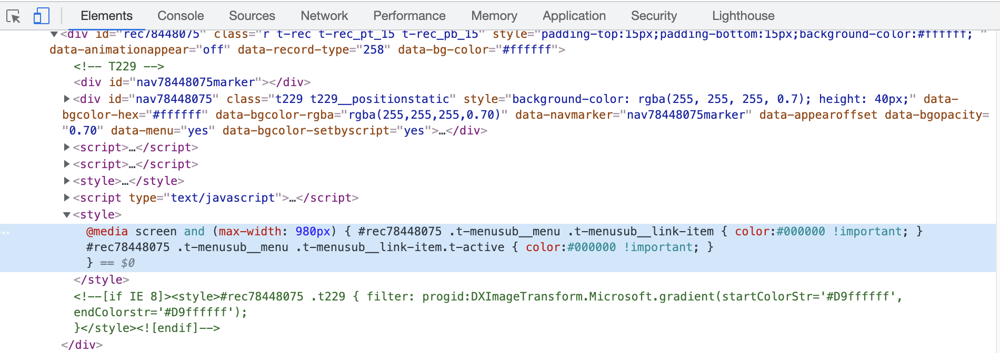 Elements Console Sources Network Performance Memory Application Security Lighthouse
▼<div id="rec78448075" class="r t-rec t-rec_pt_15 t-rec_pb_15" style="padding-top:15px;padding-bottom:15px;background-color:#ffffff; "
data-animationappear="off" data-record-type="258" data-bg-color="#ffffff">
<!-- T229 -->
<div id="nav78448075marker"></div>
▶<div id="nav78448075" class="t229 t229__positionstatic" style="background-color: rgba(255, 255, 255, 0.7); height: 40px;" data-
bgcolor-hex="#ffffff" data-bgcolor-rgba="rgba(255,255,255,0.70)" data-navmarker="nav78448075marker" data-appearoffset data-bgopacity=
"0.70" data-menu="yes" data-bgcolor-setbyscript="yes">…</div>
▶<script>…</script>
▶<script>…</script>
▶<style>…</style>
▶<script type="text/javascript">…</script>
▼<style>
@media screen and (max-width: 980px) { #rec78448075 .t-menusub__menu .t-menusub__link-item { color:#000000 !important; }
#rec78448075 .t-menusub__menu .t-menusub__link-item.t-active { color:#000000 !important; }
} == $0
</style>
<!--[if IE 8]><style>#rec78448075 .t229 { filter: progid:DXImageTransform.Microsoft.gradient(startColorStr='#D9ffffff',
endColorstr='#D9ffffff');
}</style><![endif]-->
</div>